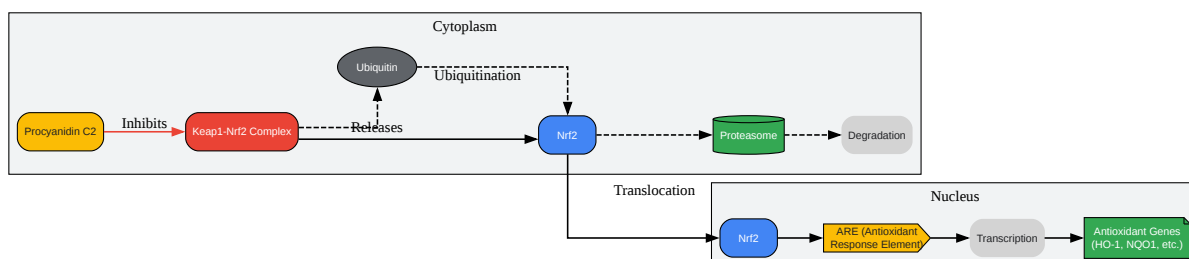 Cytoplasm
Ubiquitin
Ubiquitination
Procyanidin C2
Inhibits
Keap1-Nrf2 Complex
Releases
Nrf2
Proteasome
Degradation
Translocation
Nucleus
Nrf2
ARE (Antioxidant
Response Element)
Transcription
Antioxidant Genes
(HO-1, NQO1, etc.)